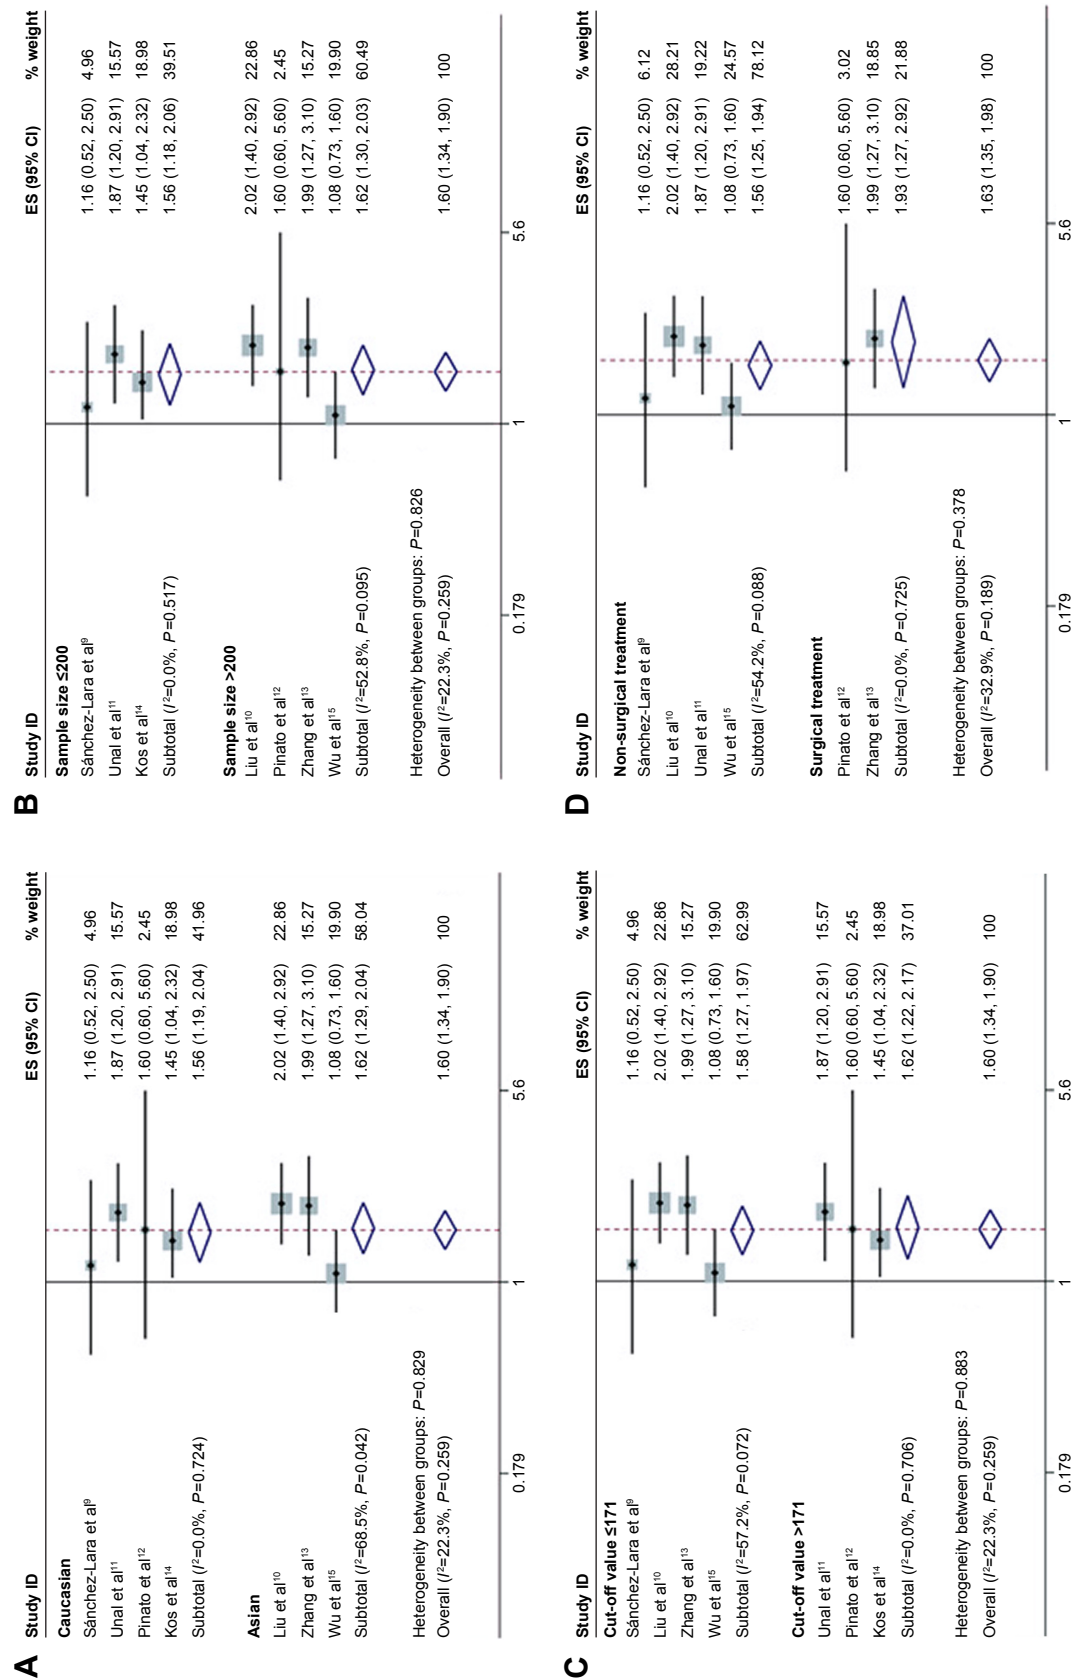 A
Study ID ES (95% CI) % weight
Caucasian
Sánchez-Lara et al⁹ 1.16 (0.52, 2.50) 4.96
Unal et al¹¹ 1.87 (1.20, 2.91) 15.57
Pinato et al¹² 1.60 (0.60, 5.60) 2.45
Kos et al¹⁴ 1.45 (1.04, 2.32) 18.98
Subtotal (I²=0.0%, P=0.724) 1.56 (1.19, 2.04) 41.96
Asian
Liu et al¹⁰ 2.02 (1.40, 2.92) 22.86
Zhang et al¹³ 1.99 (1.27, 3.10) 15.27
Wu et al¹⁵ 1.08 (0.73, 1.60) 19.90
Subtotal (I²=68.5%, P=0.042) 1.62 (1.29, 2.04) 58.04
Heterogeneity between groups: P=0.829
Overall (I²=22.3%, P=0.259) 1.60 (1.34, 1.90) 100
0.179 1 5.6
B
Study ID ES (95% CI) % weight
Sample size ≤200
Sánchez-Lara et al⁹ 1.16 (0.52, 2.50) 4.96
Unal et al¹¹ 1.87 (1.20, 2.91) 15.57
Kos et al¹⁴ 1.45 (1.04, 2.32) 18.98
Subtotal (I²=0.0%, P=0.517) 1.56 (1.18, 2.06) 39.51
Sample size >200
Liu et al¹⁰ 2.02 (1.40, 2.92) 22.86
Pinato et al¹² 1.60 (0.60, 5.60) 2.45
Zhang et al¹³ 1.99 (1.27, 3.10) 15.27
Wu et al¹⁵ 1.08 (0.73, 1.60) 19.90
Subtotal (I²=52.8%, P=0.095) 1.62 (1.30, 2.03) 60.49
Heterogeneity between groups: P=0.826
Overall (I²=22.3%, P=0.259) 1.60 (1.34, 1.90) 100
0.179 1 5.6
C
Study ID ES (95% CI) % weight
Cut-off value ≤171
Sánchez-Lara et al⁹ 1.16 (0.52, 2.50) 4.96
Liu et al¹⁰ 2.02 (1.40, 2.92) 22.86
Zhang et al¹³ 1.99 (1.27, 3.10) 15.27
Wu et al¹⁵ 1.08 (0.73, 1.60) 19.90
Subtotal (I²=57.2%, P=0.072) 1.58 (1.27, 1.97) 62.99
Cut-off value >171
Unal et al¹¹ 1.87 (1.20, 2.91) 15.57
Pinato et al¹² 1.60 (0.60, 5.60) 2.45
Kos et al¹⁴ 1.45 (1.04, 2.32) 18.98
Subtotal (I²=0.0%, P=0.706) 1.62 (1.22, 2.17) 37.01
Heterogeneity between groups: P=0.883
Overall (I²=22.3%, P=0.259) 1.60 (1.34, 1.90) 100
0.179 1 5.6
D
Study ID ES (95% CI) % weight
Non-surgical treatment
Sánchez-Lara et al⁹ 1.16 (0.52, 2.50) 6.12
Liu et al¹⁰ 2.02 (1.40, 2.92) 28.21
Unal et al¹¹ 1.87 (1.20, 2.91) 19.22
Wu et al¹⁵ 1.08 (0.73, 1.60) 24.57
Subtotal (I²=54.2%, P=0.088) 1.56 (1.25, 1.94) 78.12
Surgical treatment
Pinato et al¹² 1.60 (0.60, 5.60) 3.02
Zhang et al¹³ 1.99 (1.27, 3.10) 18.85
Subtotal (I²=0.0%, P=0.725) 1.93 (1.27, 2.92) 21.88
Heterogeneity between groups: P=0.378
Overall (I²=32.9%, P=0.189) 1.63 (1.35, 1.98) 100
0.179 1 5.6